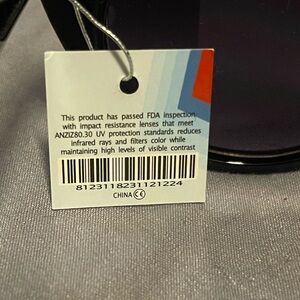 This product has passed FDA inspection
with impact resistance lenses that meet
ANZIZ80.30 UV protection standards reduces
infrared rays and filters color while
maintaining high levels of visible contrast
8123118231121224
CHINA CE